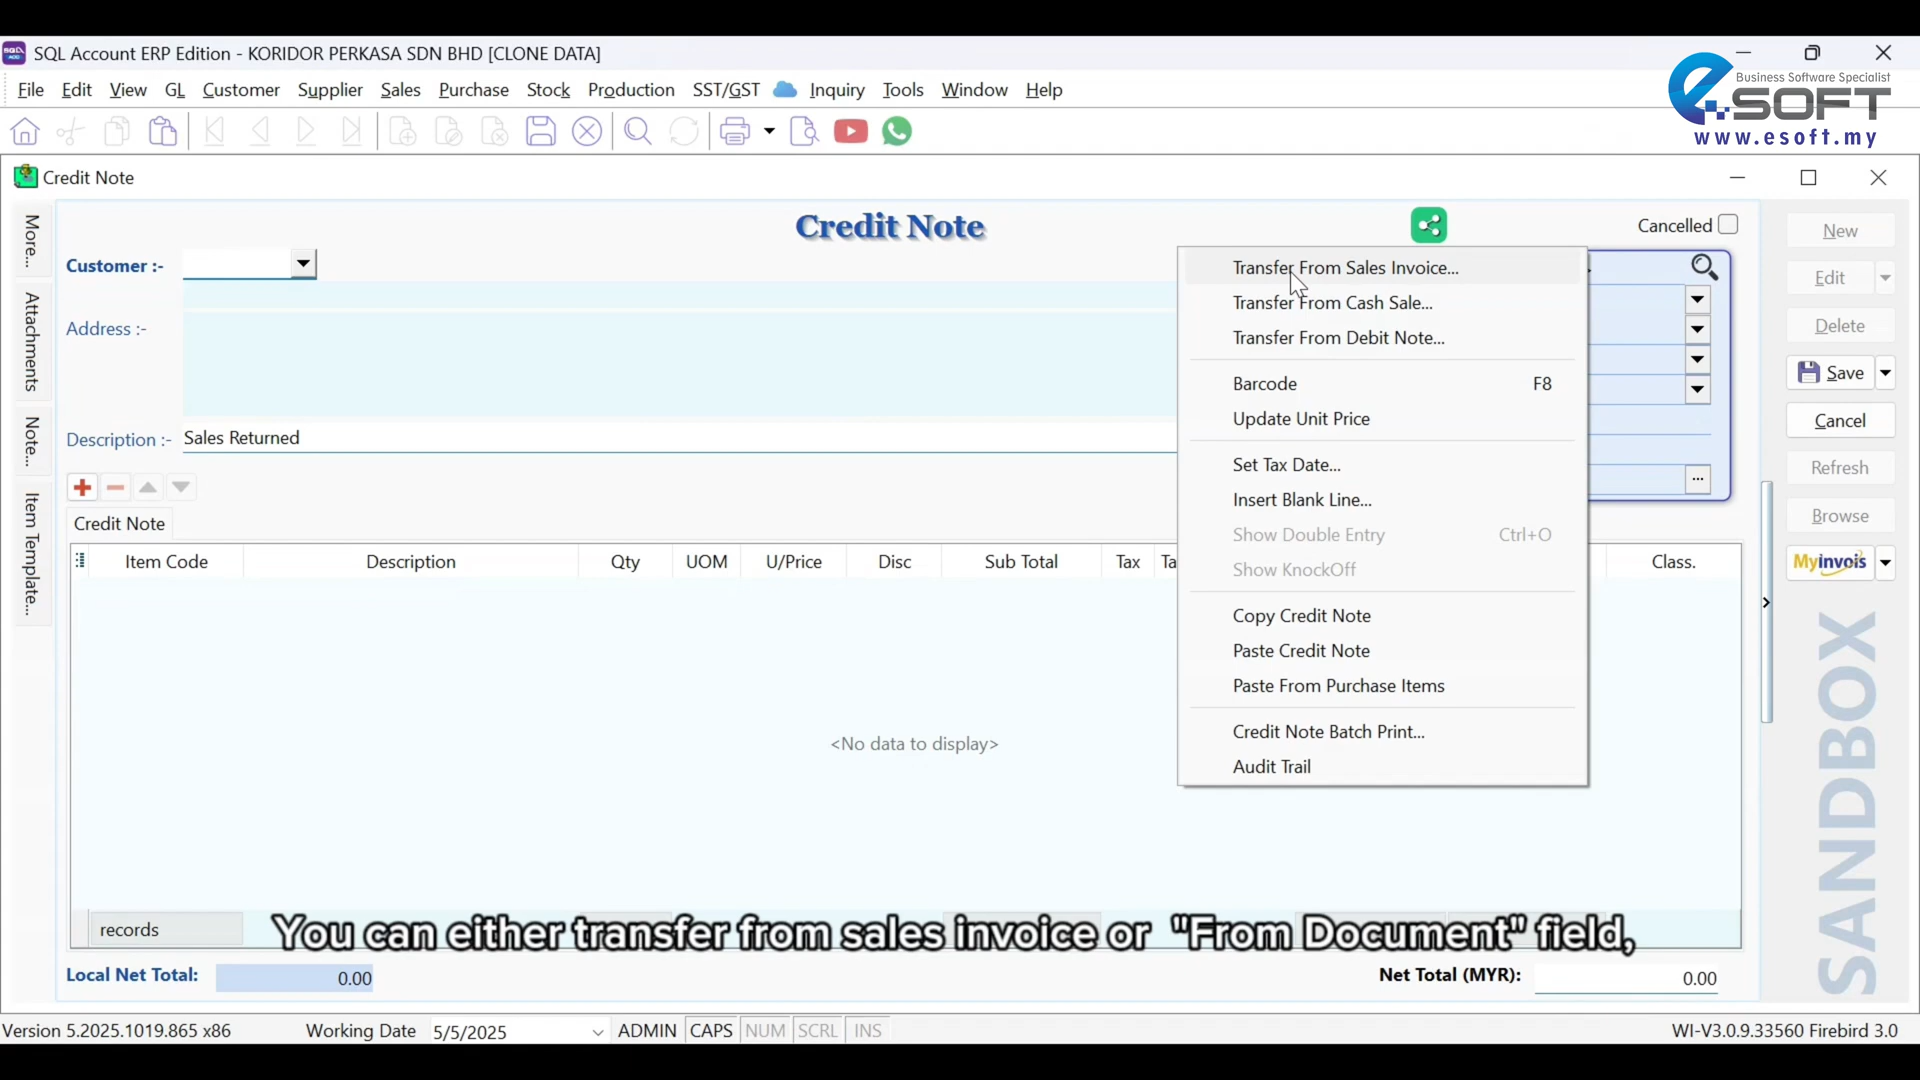 SQL Account ERP Edition - KORIDOR PERKASA SDN BHD [CLONE DATA]
File Edit View GL Customer Supplier Sales Purchase Stock Production SST/GST Inquiry Tools Window Help
Business Software Specialist
eSOFT
www.esoft.my
Credit Note
Credit Note
Cancelled
More...
Attachments
Note...
Item Template...
Customer :-
Address :-
Description :- Sales Returned
Transfer From Sales Invoice...
Transfer From Cash Sale...
Transfer From Debit Note...
Barcode F8
Update Unit Price
Set Tax Date...
Insert Blank Line...
Show Double Entry Ctrl+O
Show KnockOff
Copy Credit Note
Paste Credit Note
Paste From Purchase Items
Credit Note Batch Print...
Audit Trail
New
Edit
Delete
Save
Cancel
Refresh
Browse
MyInvois
SANDBOX
Credit Note
Item Code Description Qty UOM U/Price Disc Sub Total Tax Ta Class.
<No data to display>
records
You can either transfer from sales invoice or "From Document" field,
Local Net Total: 0.00
Net Total (MYR): 0.00
Version 5.2025.1019.865 x86 Working Date 5/5/2025 ADMIN CAPS NUM SCRL INS WI-V3.0.9.33560 Firebird 3.0